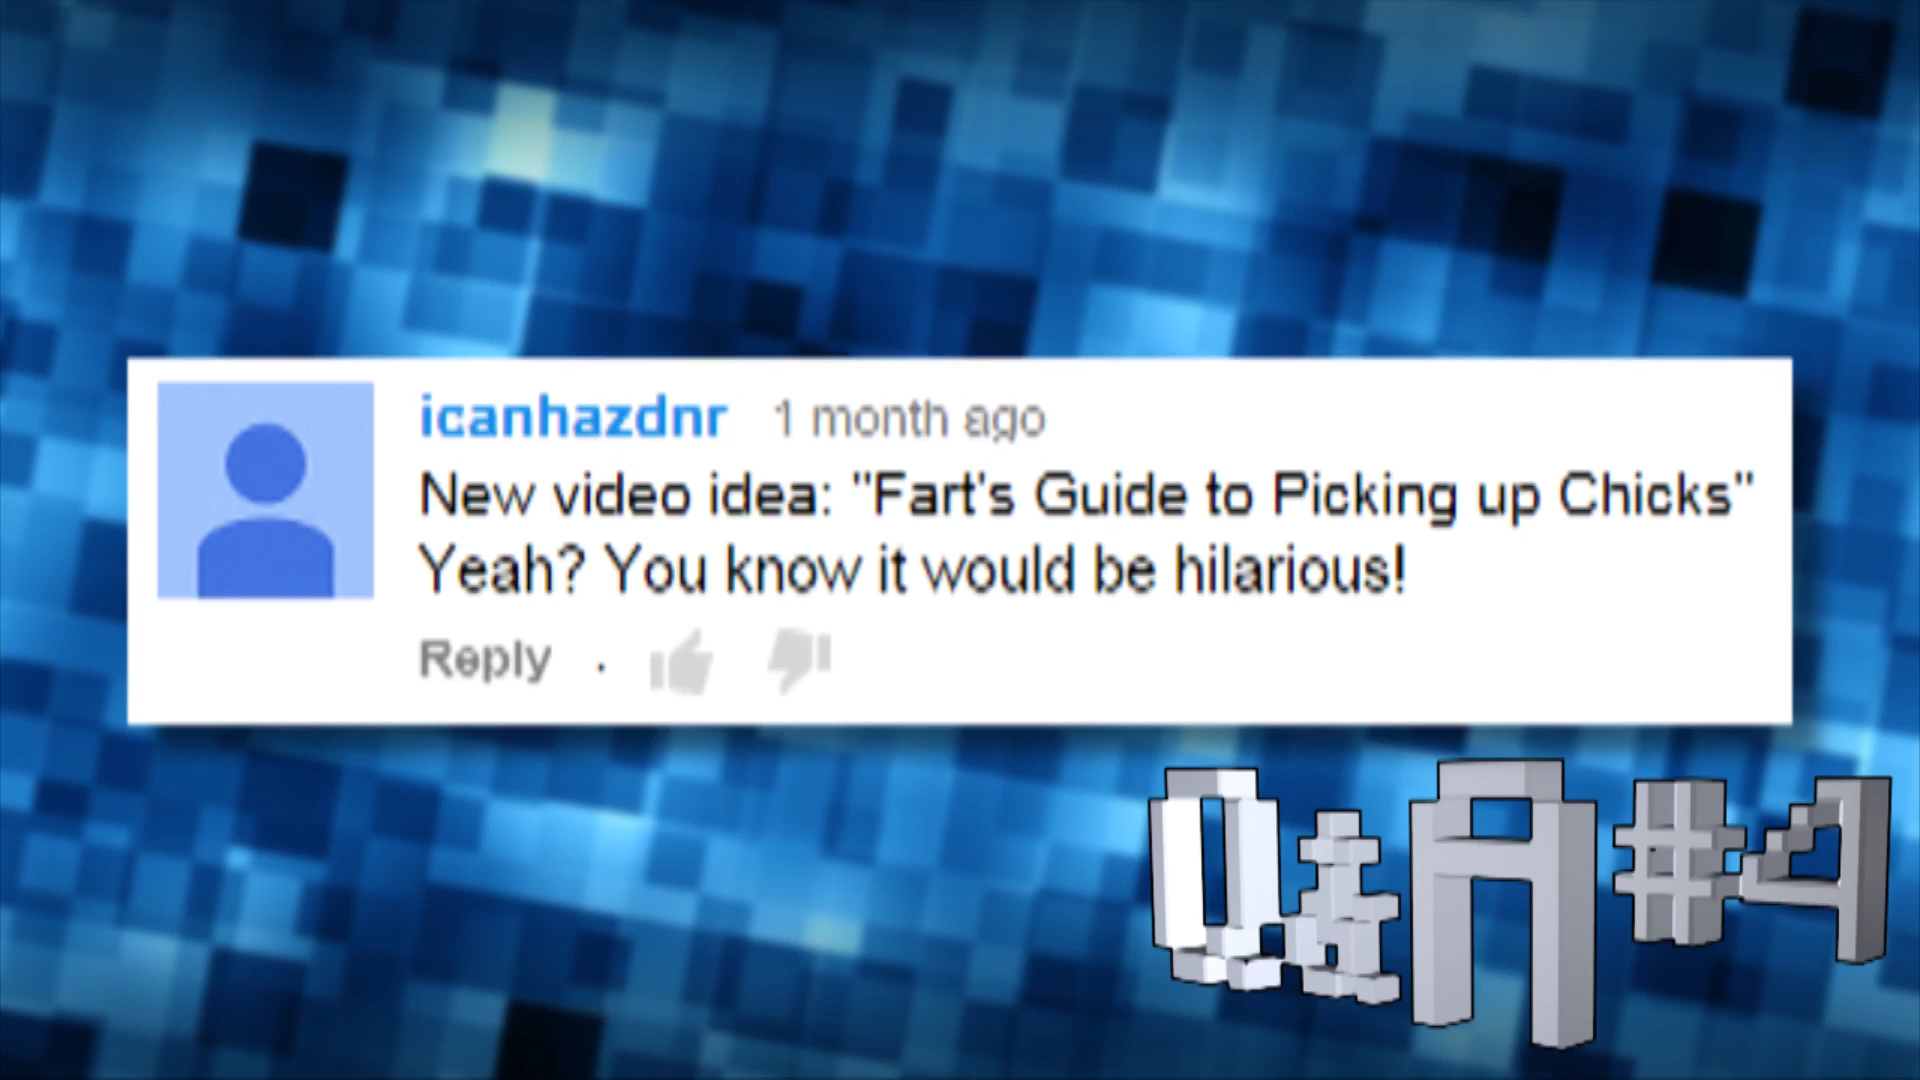 icanhazdnr 1 month ago
New video idea: "Fart's Guide to Picking up Chicks"
Yeah? You know it would be hilarious!
Reply .
Q&A #4